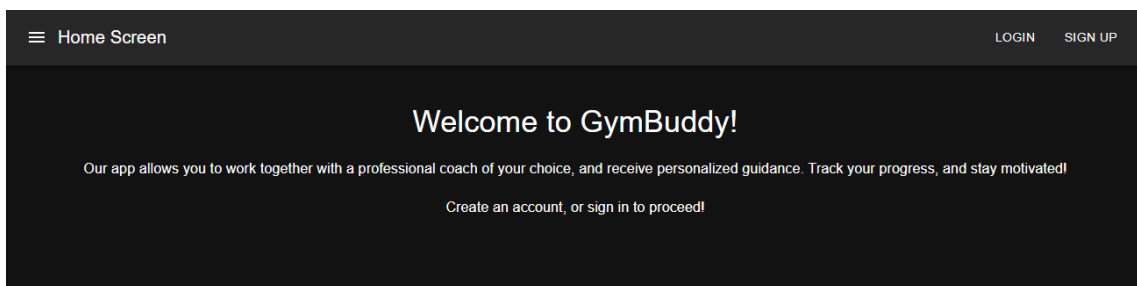 Home Screen
LOGIN
SIGN UP
Welcome to GymBuddy!
Our app allows you to work together with a professional coach of your choice, and receive personalized guidance. Track your progress, and stay motivated!
Create an account, or sign in to proceed!